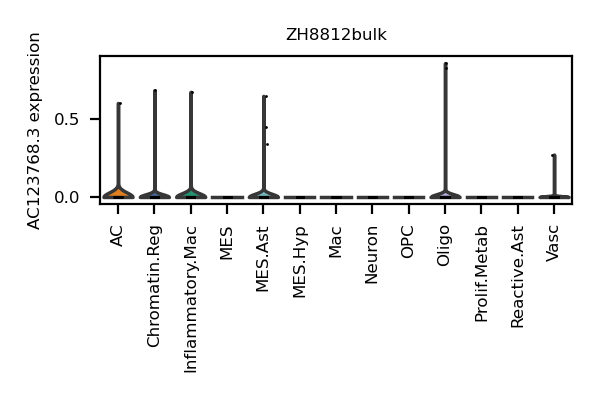 ZH8812bulk
AC123768.3 expression
0.5
0.0
AC
Chromatin.Reg
Inflammatory.Mac
MES
MES.Ast
MES.Hyp
Mac
Neuron
OPC
Oligo
Prolif.Metab
Reactive.Ast
Vasc